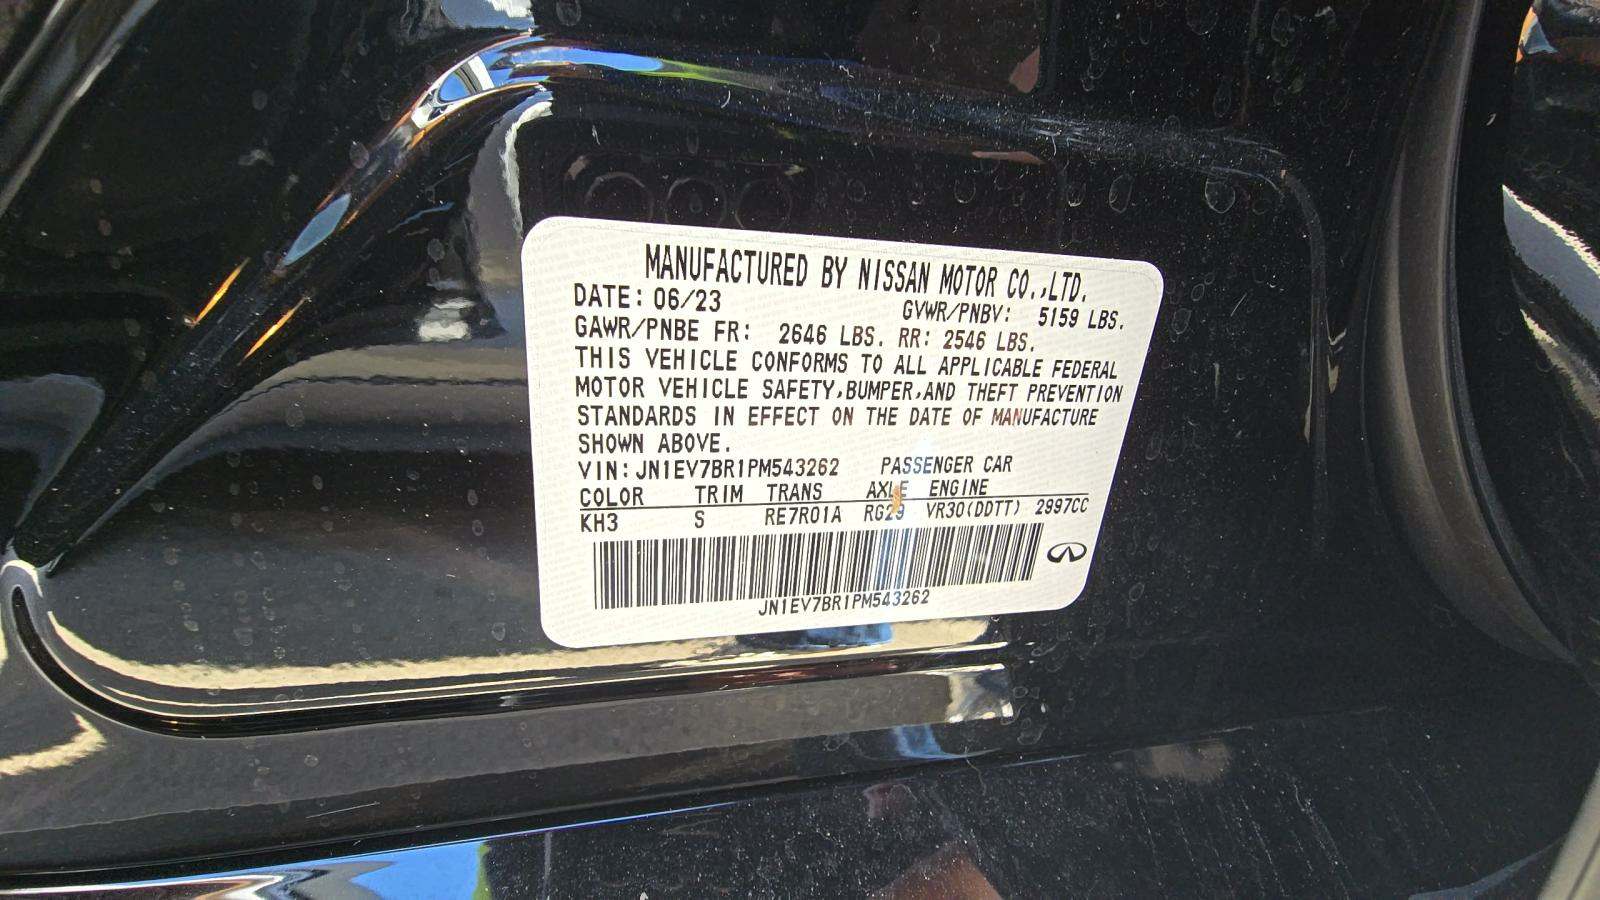 MANUFACTURED BY NISSAN MOTOR CO.,LTD.
DATE: 06/23 GVWR/PNBV: 5159 LBS.
GAWR/PNBE FR: 2646 LBS. RR: 2546 LBS.
THIS VEHICLE CONFORMS TO ALL APPLICABLE FEDERAL
MOTOR VEHICLE SAFETY,BUMPER,AND THEFT PREVENTION
STANDARDS IN EFFECT ON THE DATE OF MANUFACTURE
SHOWN ABOVE.
VIN:JN1EV7BR1PM543262 PASSENGER CAR
COLOR TRIM TRANS AXLE ENGINE
KH3 S RE7R01A RG29 VR30(DDTT) 2997CC
JN1EV7BR1PM543262